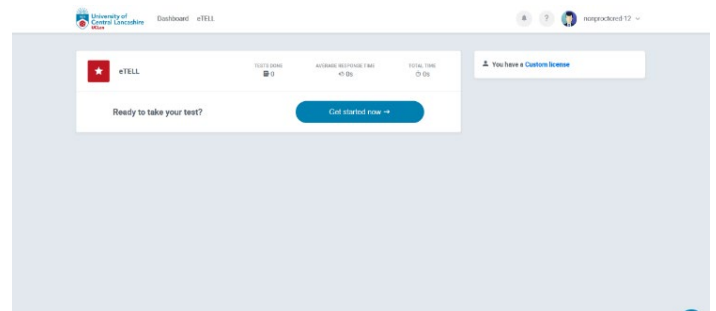 University of
Central Lancashire
UClan
Dashboard eTELL
? nonproctored-12
eTELL
TESTS DONE
0
AVERAGE RESPONSE TIME
0s
TOTAL TIME
0s
You have a Custom license
Ready to take your test?
Get started now →